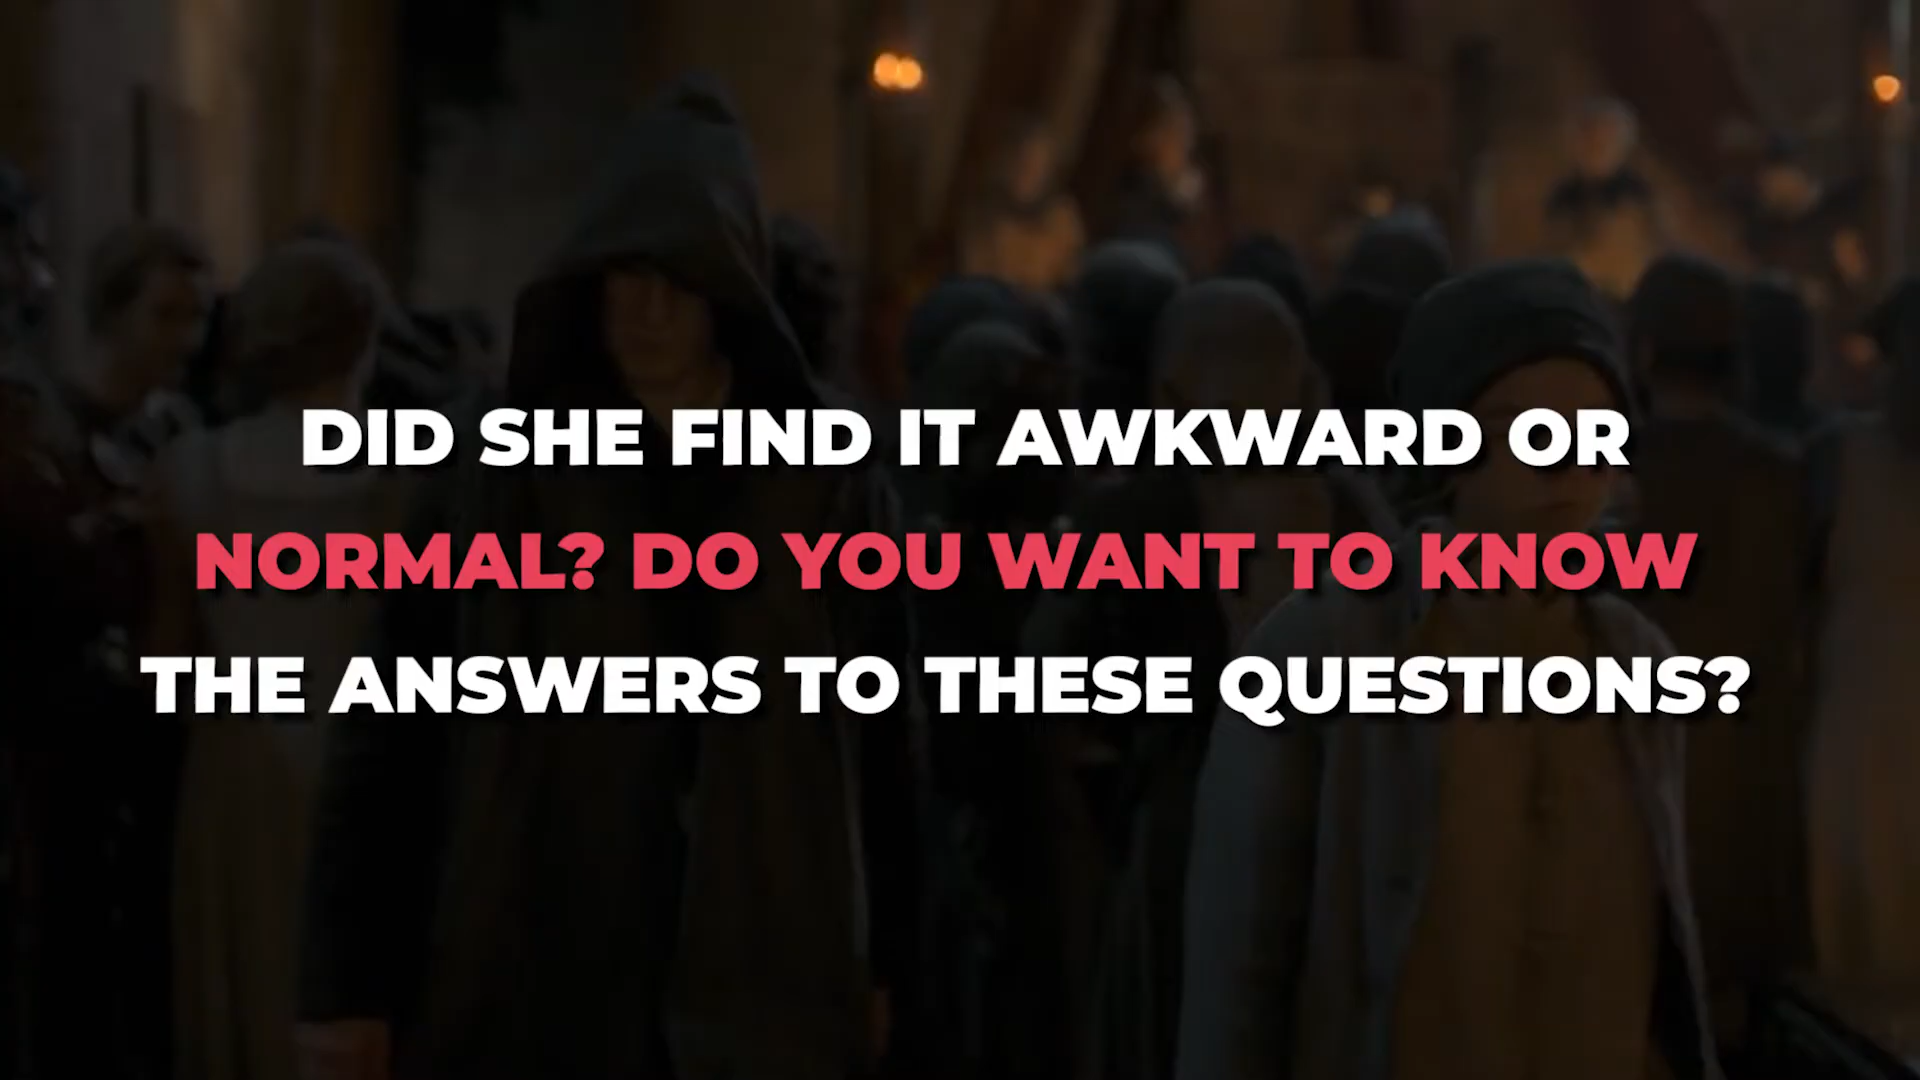 DID SHE FIND IT AWKWARD OR
NORMAL? DO YOU WANT TO KNOW
THE ANSWERS TO THESE QUESTIONS?